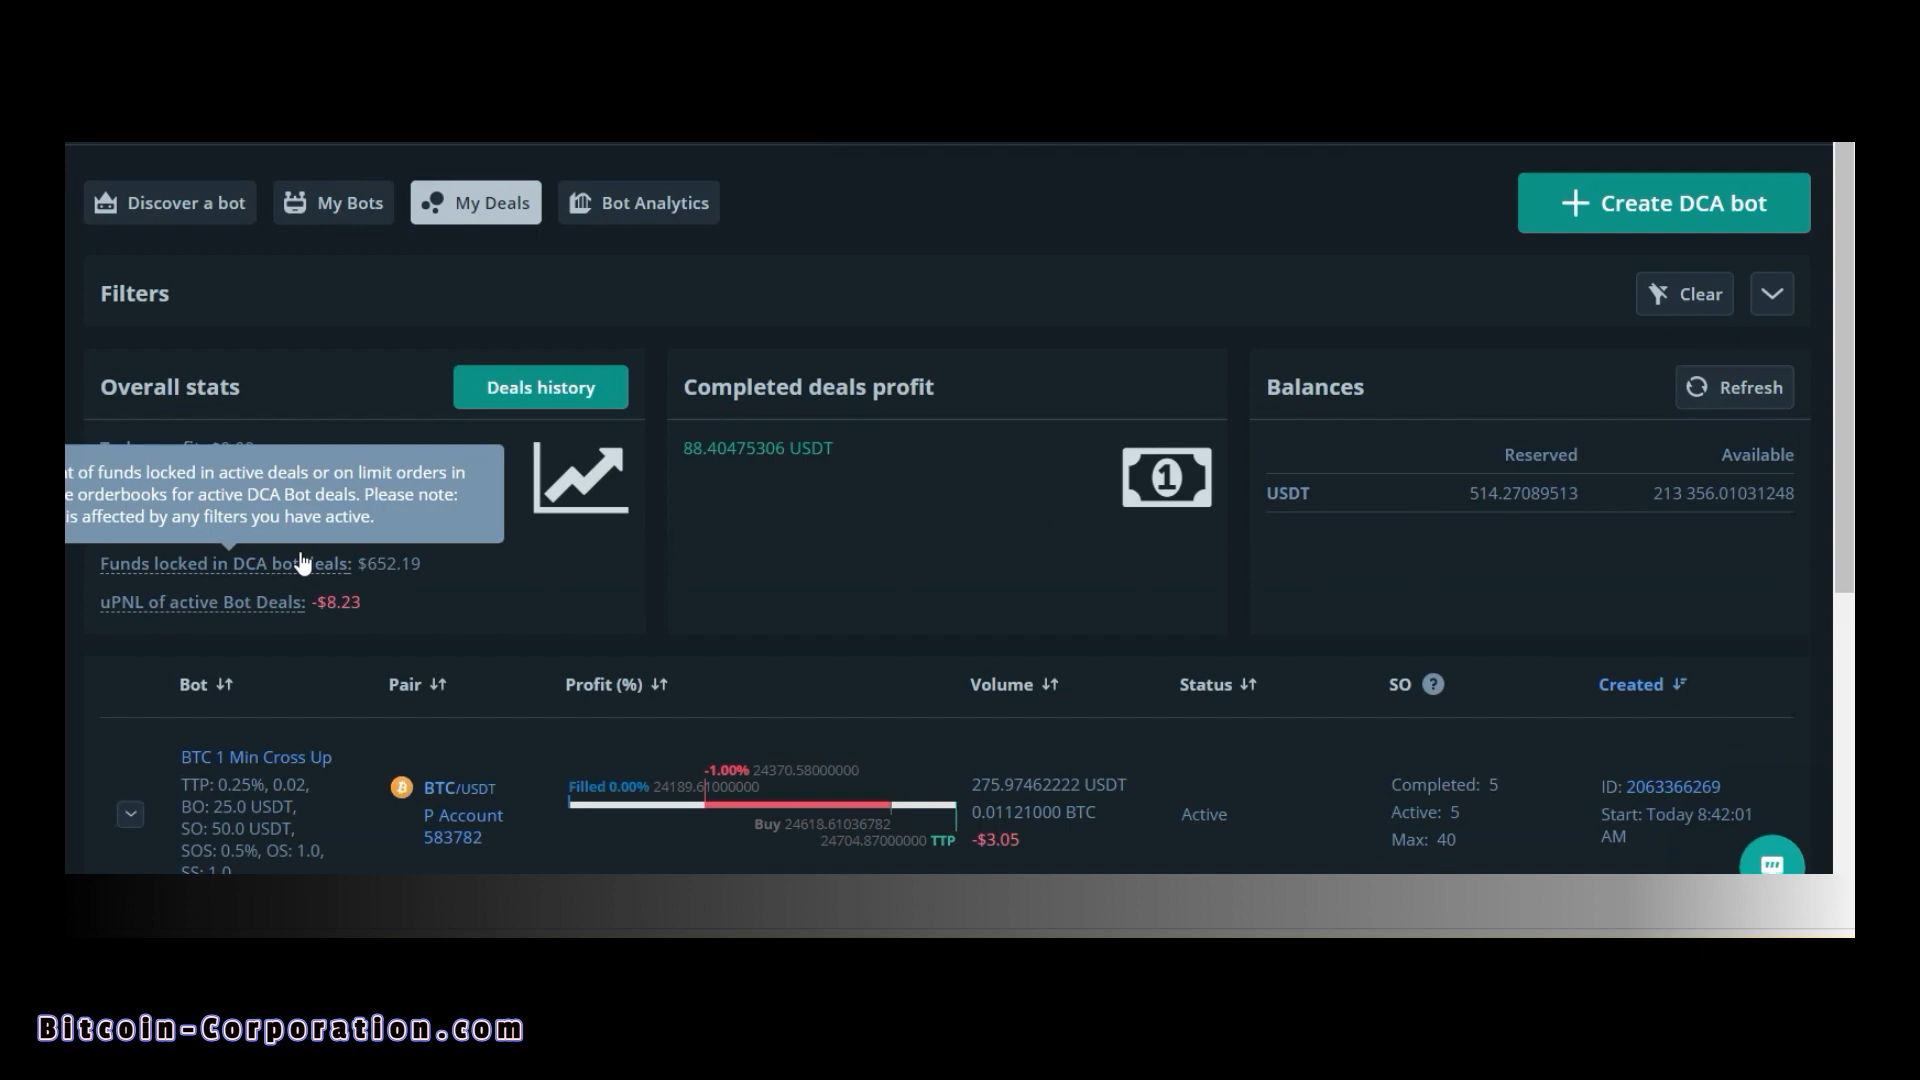 Discover a bot
My Bots
My Deals
Bot Analytics
Create DCA bot
Filters
Clear
Overall stats
Deals history
Completed deals profit
Balances
Refresh
t of funds locked in active deals or on limit orders in
e orderbooks for active DCA Bot deals. Please note:
is affected by any filters you have active.
Funds locked in DCA bot eals: $652.19
uPNL of active Bot Deals: -$8.23
88.40475306 USDT
Reserved Available
USDT 514.27089513 213 356.01031248
Bot Pair Profit (%) Volume Status SO ? Created
BTC 1 Min Cross Up
TTP: 0.25%, 0.02,
BO: 25.0 USDT,
SO: 50.0 USDT,
SOS: 0.5%, OS: 1.0,
SS: 1.0
BTC/USDT
P Account
583782
-1.00% 24370.58000000
Filled 0.00% 24189.61000000
Buy 24618.61036782
24704.87000000 TTP
275.97462222 USDT
0.01121000 BTC
-$3.05
Active
Completed: 5
Active: 5
Max: 40
ID: 2063366269
Start: Today 8:42:01
AM
Bitcoin-Corporation.com